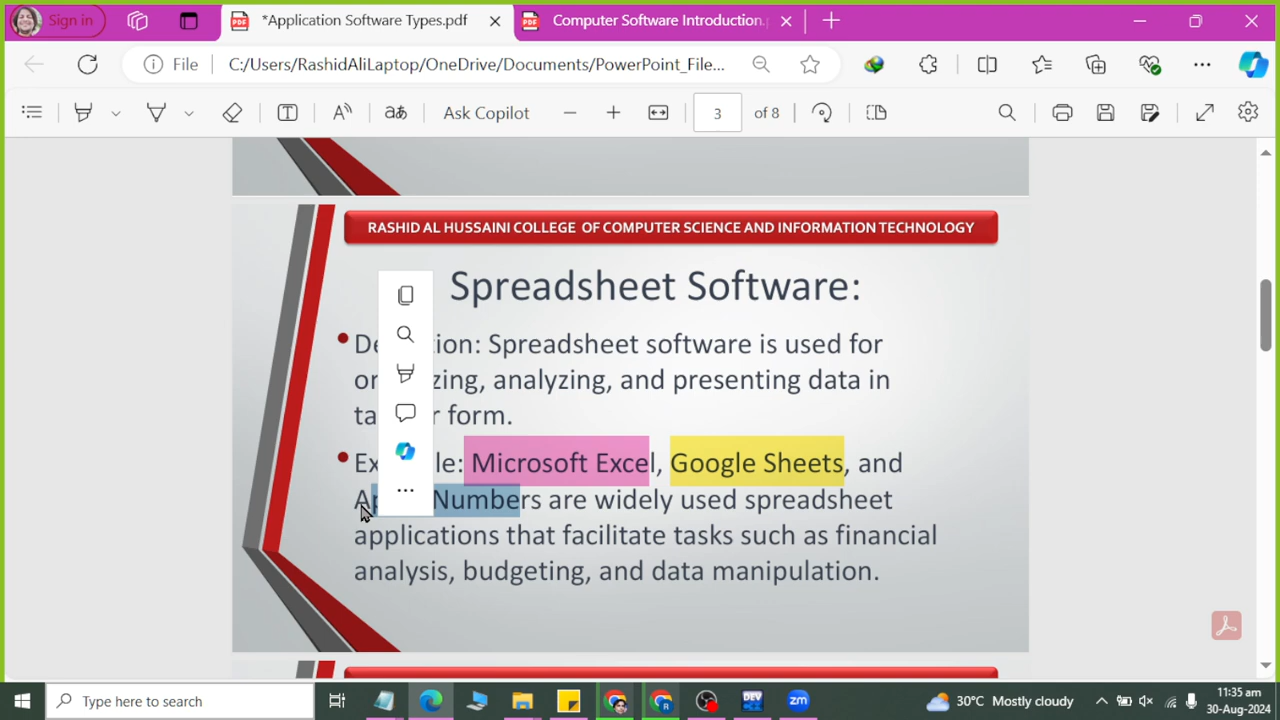 Sign in
*Application Software Types.pdf
Computer Software Introduction.p
File
C:/Users/RashidAliLaptop/OneDrive/Documents/PowerPoint_File...
Ask Copilot
3
of 8
RASHID AL HUSSAINI COLLEGE OF COMPUTER SCIENCE AND INFORMATION TECHNOLOGY
Spreadsheet Software:
Spreadsheet software is used for
analyzing, and presenting data in
form.
Microsoft Excel, Google Sheets, and
Numbers are widely used spreadsheet
applications that facilitate tasks such as financial
analysis, budgeting, and data manipulation.
Type here to search
DEV
zm
30°C Mostly cloudy
11:35 am
30-Aug-2024